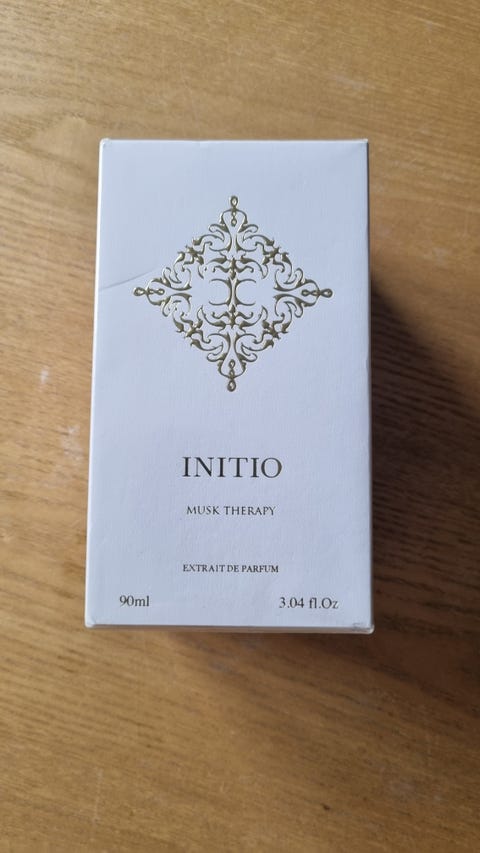 INITIO
MUSK THERAPY
EXTRAIT DE PARFUM
90ml 3.04 fl.Oz